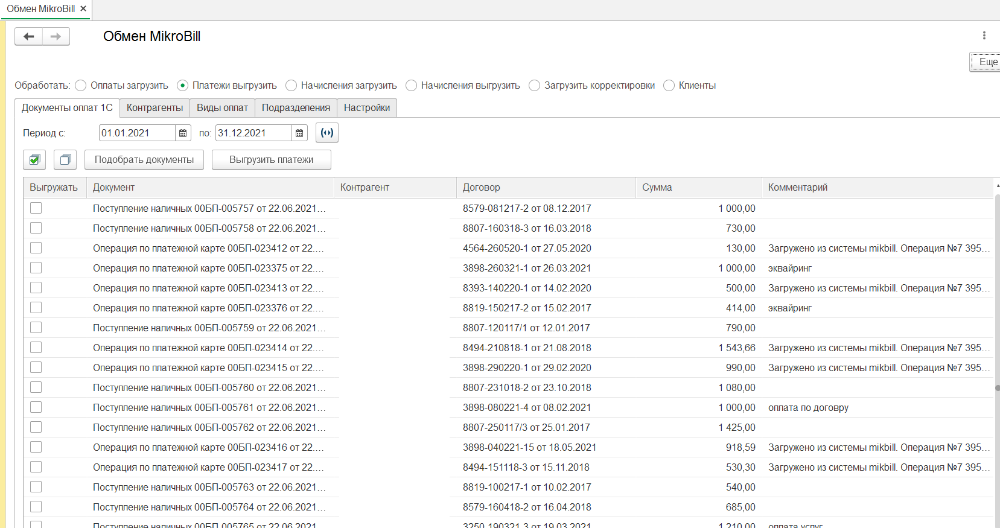 Обмен MikroBill ✕
Обмен MikroBill
Еще
Обработать: Оплаты загрузить Платежи выгрузить Начисления загрузить Начисления выгрузить Загрузить корректировки Клиенты
Документы оплат 1С Контрагенты Виды оплат Подразделения Настройки
Период с: 01.01.2021 по: 31.12.2021
Подобрать документы Выгрузить платежи
Выгружать Документ Контрагент Договор Сумма Комментарий
Поступление наличных 00БП-005757 от 22.06.2021... 8579-081217-2 от 08.12.2017 1 000,00
Поступление наличных 00БП-005758 от 22.06.2021... 8807-160318-3 от 16.03.2018 730,00
Операция по платежной карте 00БП-023412 от 22.... 4564-260520-1 от 27.05.2020 130,00 Загружено из системы mikbill. Операция №7 395...
Операция по платежной карте 00БП-023375 от 22.... 3898-260321-1 от 26.03.2021 1 000,00 эквайринг
Операция по платежной карте 00БП-023413 от 22.... 8393-140220-1 от 14.02.2020 500,00 Загружено из системы mikbill. Операция №7 395...
Операция по платежной карте 00БП-023376 от 22.... 8819-150217-2 от 15.02.2017 414,00 эквайринг
Поступление наличных 00БП-005759 от 22.06.2021... 8807-120117/1 от 12.01.2017 790,00
Операция по платежной карте 00БП-023414 от 22.... 8494-210818-1 от 21.08.2018 1 543,66 Загружено из системы mikbill. Операция №7 395...
Операция по платежной карте 00БП-023415 от 22.... 3898-290220-1 от 29.02.2020 990,00 Загружено из системы mikbill. Операция №7 395...
Поступление наличных 00БП-005760 от 22.06.2021... 8807-231018-2 от 23.10.2018 1 080,00
Поступление наличных 00БП-005761 от 22.06.2021... 3898-080221-4 от 08.02.2021 1 000,00 оплата по договру
Поступление наличных 00БП-005762 от 22.06.2021... 8807-250117/3 от 25.01.2017 1 425,00
Операция по платежной карте 00БП-023416 от 22.... 3898-040221-15 от 18.05.2021 918,59 Загружено из системы mikbill. Операция №7 395...
Операция по платежной карте 00БП-023417 от 22.... 8494-151118-3 от 15.11.2018 530,30 Загружено из системы mikbill. Операция №7 395...
Поступление наличных 00БП-005763 от 22.06.2021... 8819-100217-1 от 10.02.2017 540,00
Поступление наличных 00БП-005764 от 22.06.2021... 8579-160418-2 от 16.04.2018 685,00
Поступление наличных 00БП-005765 от 22.06.2021 3250-190321-3 от 19.03.2021 1 210,00 оплата услуг